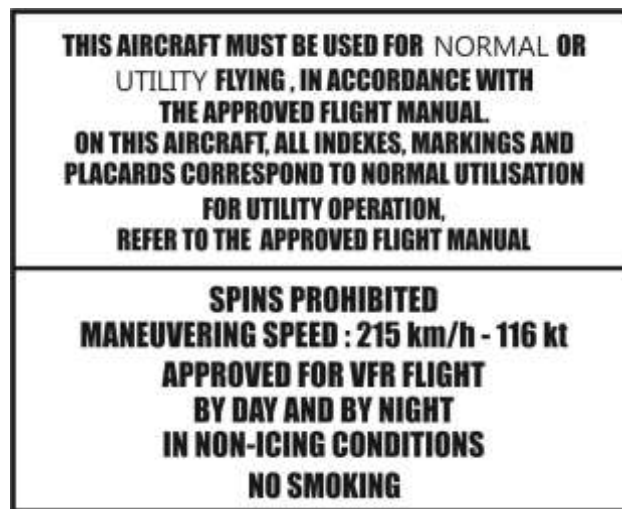 THIS AIRCRAFT MUST BE USED FOR NORMAL OR
UTILITY FLYING , IN ACCORDANCE WITH
THE APPROVED FLIGHT MANUAL.
ON THIS AIRCRAFT, ALL INDEXES, MARKINGS AND
PLACARDS CORRESPOND TO NORMAL UTILISATION
FOR UTILITY OPERATION,
REFER TO THE APPROVED FLIGHT MANUAL
SPINS PROHIBITED
MANEUVERING SPEED : 215 km/h - 116 kt
APPROVED FOR VFR FLIGHT
BY DAY AND BY NIGHT
IN NON-ICING CONDITIONS
NO SMOKING